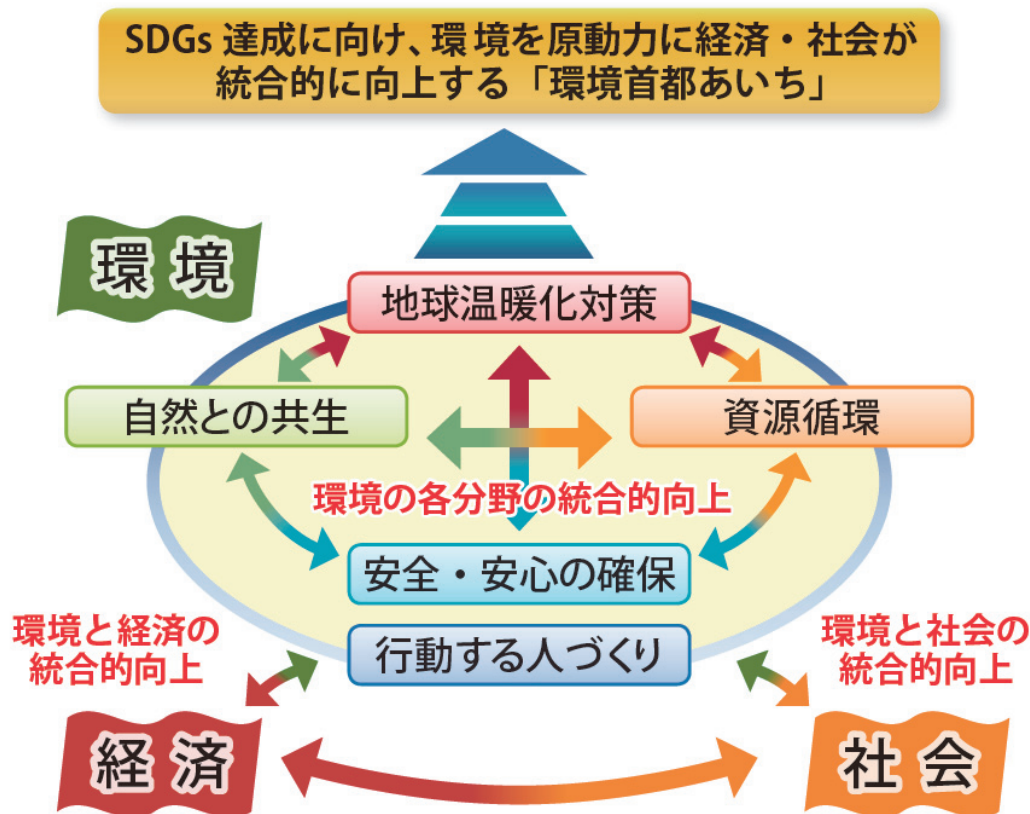 SDGs 達成に向け、環境を原動力に経済・社会が
統合的に向上する「環境首都あいち」
環境
地球温暖化対策
自然との共生
資源循環
環境の各分野の統合的向上
安全・安心の確保
行動する人づくり
環境と経済の
統合的向上
環境と社会の
統合的向上
経済
社会